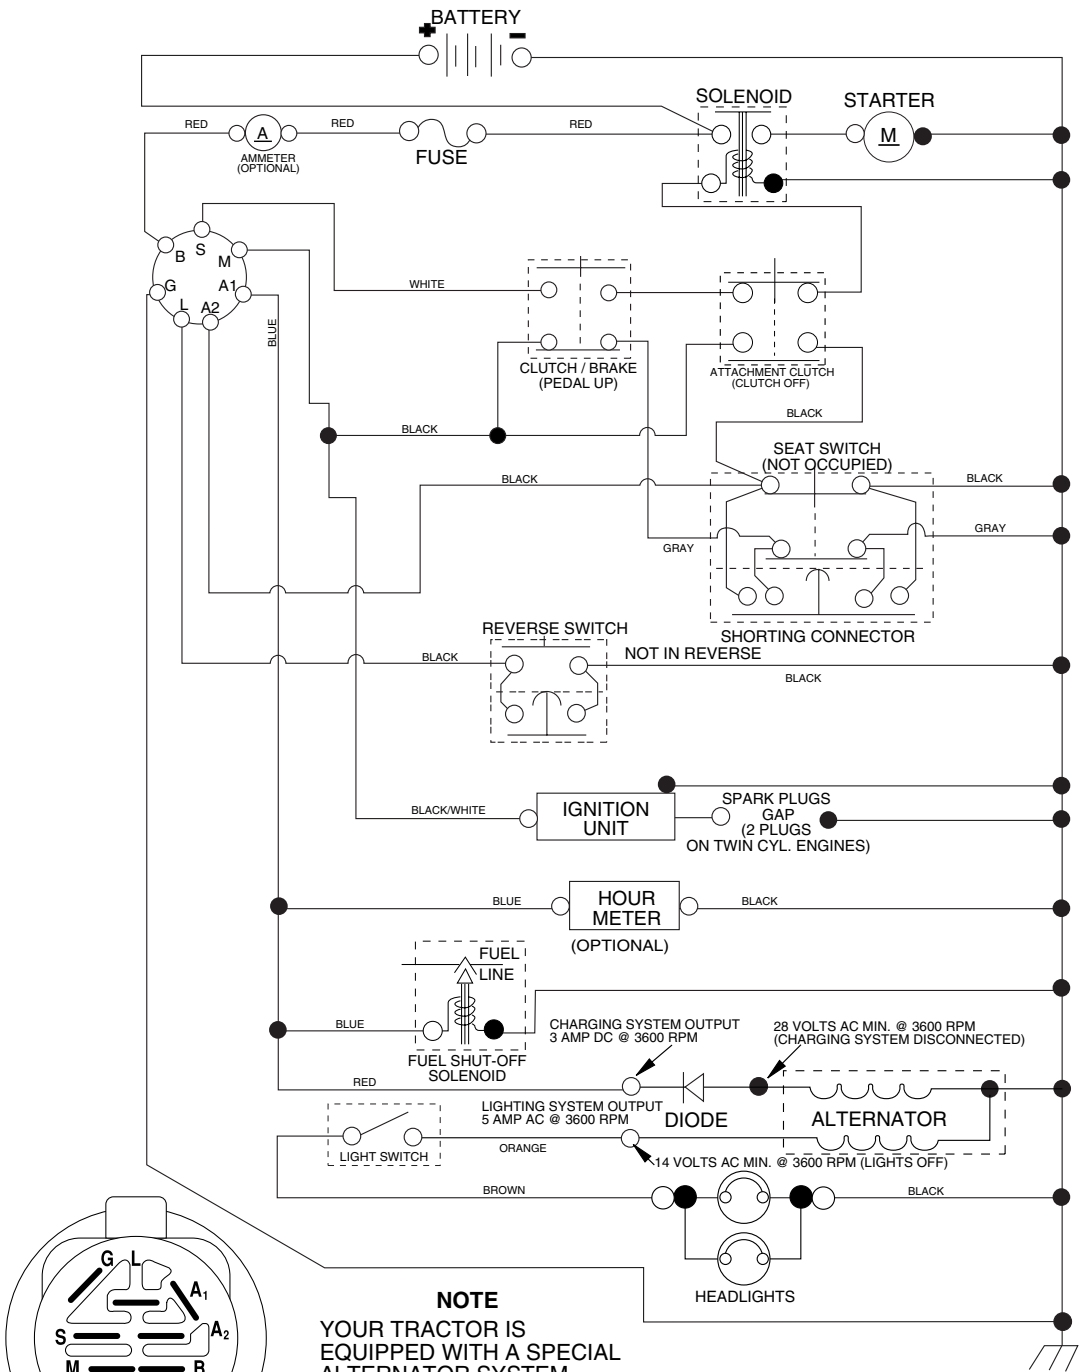 BATTERY
SOLENOID
STARTER
RED
RED
RED
A
M
AMMETER
(OPTIONAL)
FUSE
B
S
M
G
A1
L
A2
BLUE
WHITE
CLUTCH / BRAKE
(PEDAL UP)
ATTACHMENT CLUTCH
(CLUTCH OFF)
BLACK
BLACK
SEAT SWITCH
(NOT OCCUPIED)
BLACK
BLACK
GRAY
GRAY
SHORTING CONNECTOR
REVERSE SWITCH
NOT IN REVERSE
BLACK
BLACK
BLACK/WHITE
IGNITION
UNIT
SPARK PLUGS
GAP
(2 PLUGS
ON TWIN CYL. ENGINES)
BLUE
HOUR
METER
BLACK
(OPTIONAL)
FUEL
LINE
BLUE
FUEL SHUT-OFF
SOLENOID
CHARGING SYSTEM OUTPUT
3 AMP DC @ 3600 RPM
28 VOLTS AC MIN. @ 3600 RPM
(CHARGING SYSTEM DISCONNECTED)
RED
DIODE
ALTERNATOR
LIGHTING SYSTEM OUTPUT
5 AMP AC @ 3600 RPM
LIGHT SWITCH
ORANGE
14 VOLTS AC MIN. @ 3600 RPM (LIGHTS OFF)
BROWN
BLACK
HEADLIGHTS
G L
A1
A2
S
M
B
NOTE
YOUR TRACTOR IS
EQUIPPED WITH A SPECIAL
ALTERNATOR SYSTEM